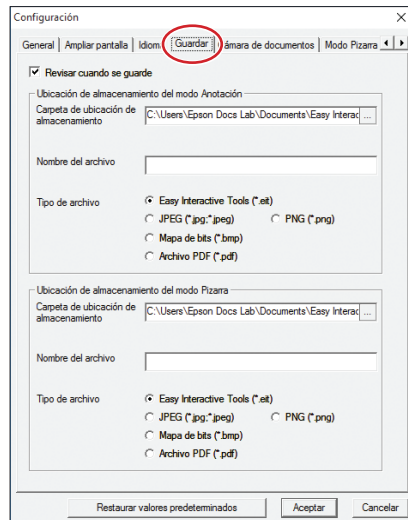 Configuración
General Ampliar pantalla Idiom. Guardar Cámara de documentos Modo Pizarra
Revisar cuando se guarde
Ubicación de almacenamiento del modo Anotación
Carpeta de ubicación de
almacenamiento
C:\Users\Epson Docs Lab\Documents\Easy Interac ...
Nombre del archivo
Tipo de archivo
Easy Interactive Tools (*.eit)
JPEG (*.jpg;*.jpeg) PNG (*.png)
Mapa de bits (*.bmp)
Archivo PDF (*.pdf)
Ubicación de almacenamiento del modo Pizarra
Carpeta de ubicación de
almacenamiento
C:\Users\Epson Docs Lab\Documents\Easy Interac ...
Nombre del archivo
Tipo de archivo
Easy Interactive Tools (*.eit)
JPEG (*.jpg;*.jpeg) PNG (*.png)
Mapa de bits (*.bmp)
Archivo PDF (*.pdf)
Restaurar valores predeterminados Aceptar Cancelar